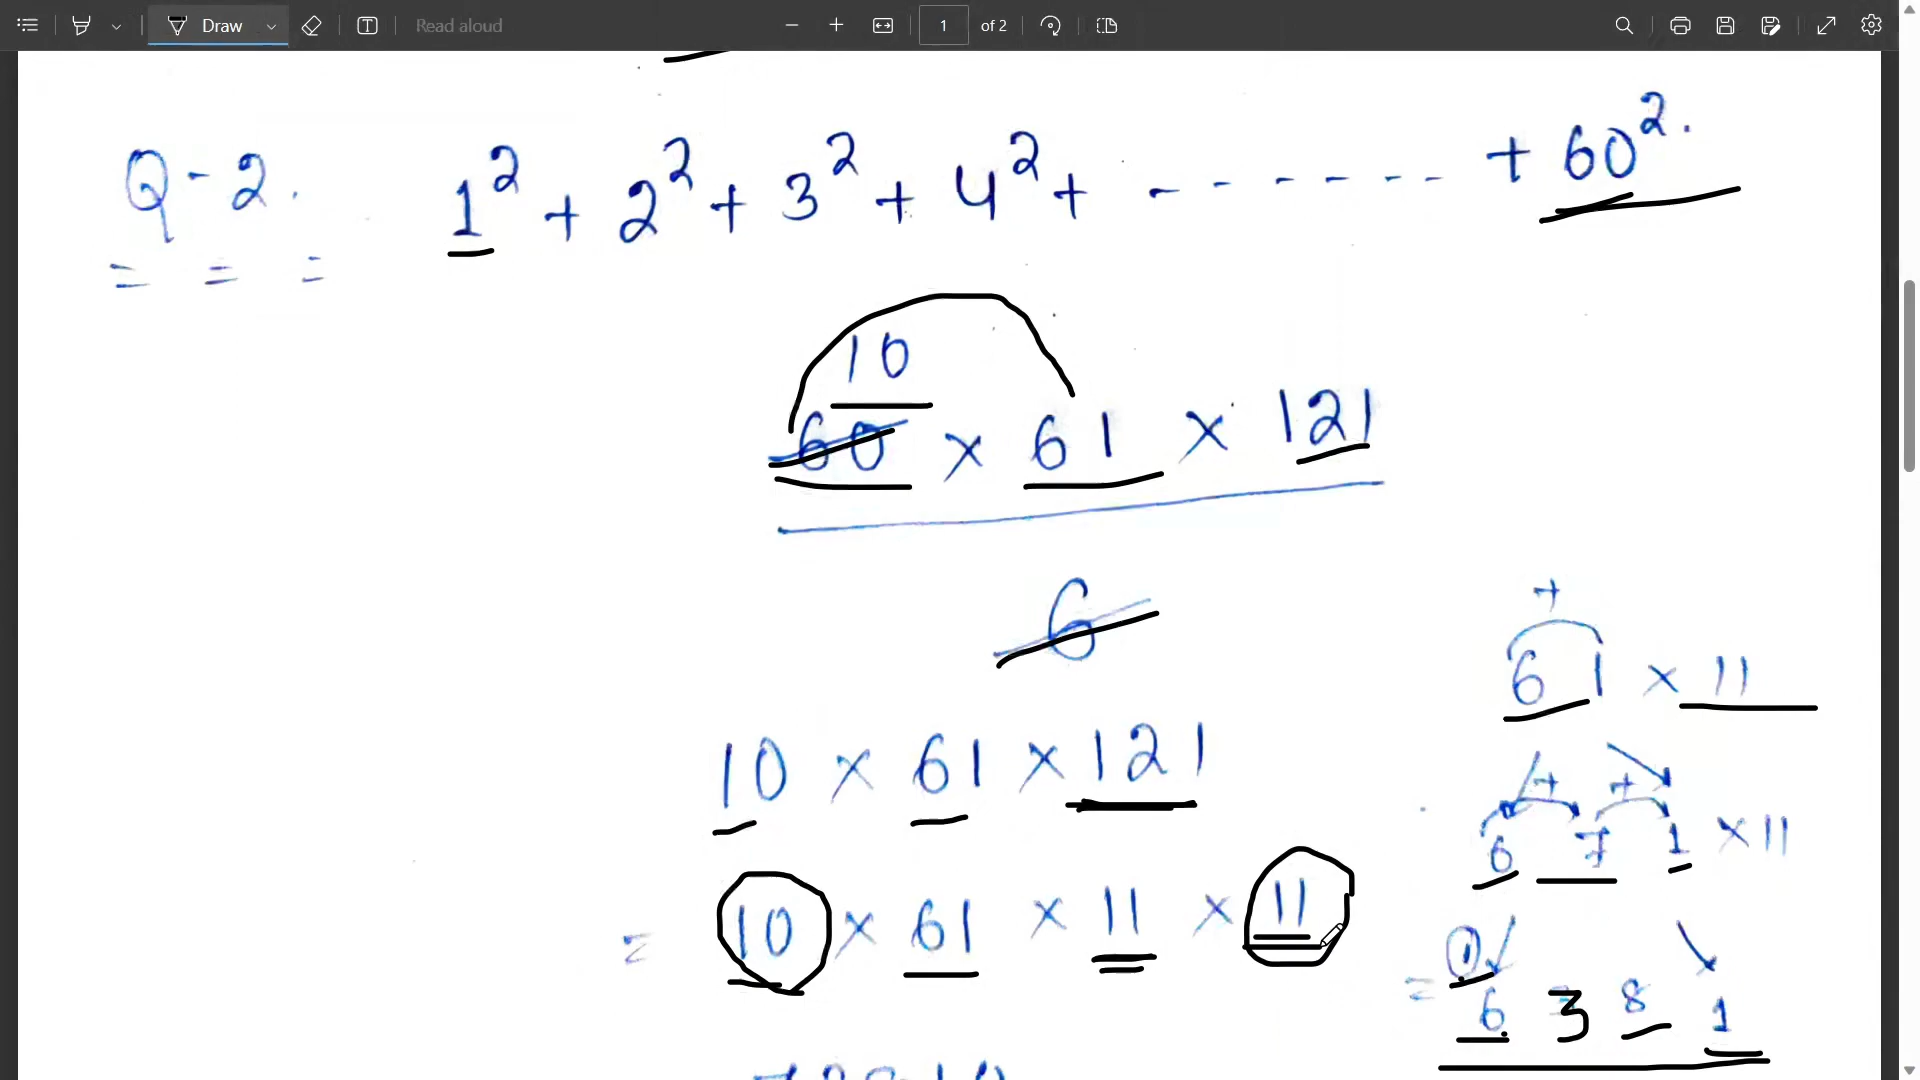 Draw
Read aloud
1 of 2
Q-2. 1² + 2² + 3² + 4² + - - - - - - + 60².
= = =
10
60 × 61 × 121
6
+
61 × 11
10 × 61 × 121
+ +
6 7 1 × 11
= 10 × 61 × 11 × 11
1
= 6 3 8 1